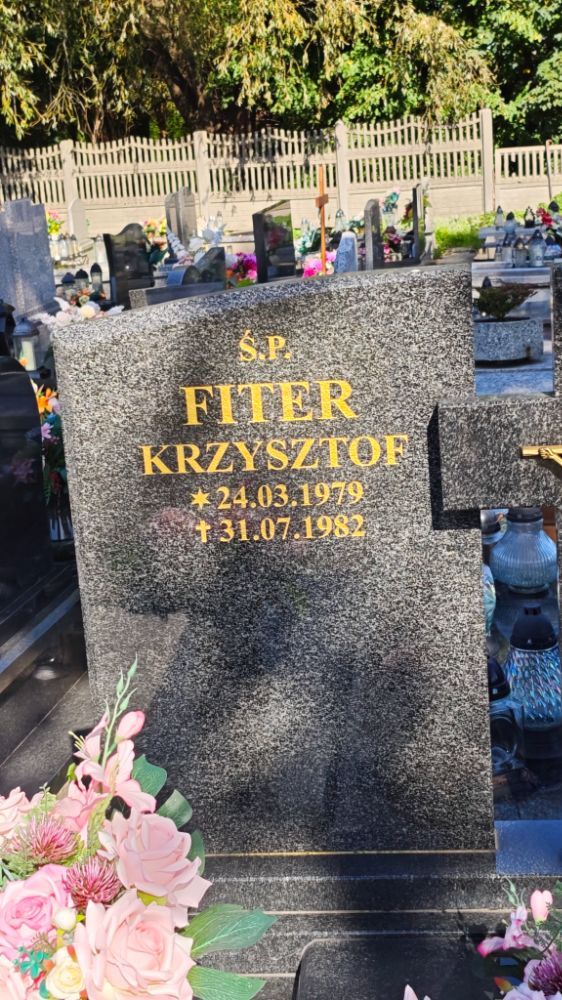 Ś.P.
FITER
KRZYSZTOF
✶ 24.03.1979
✝ 31.07.1982